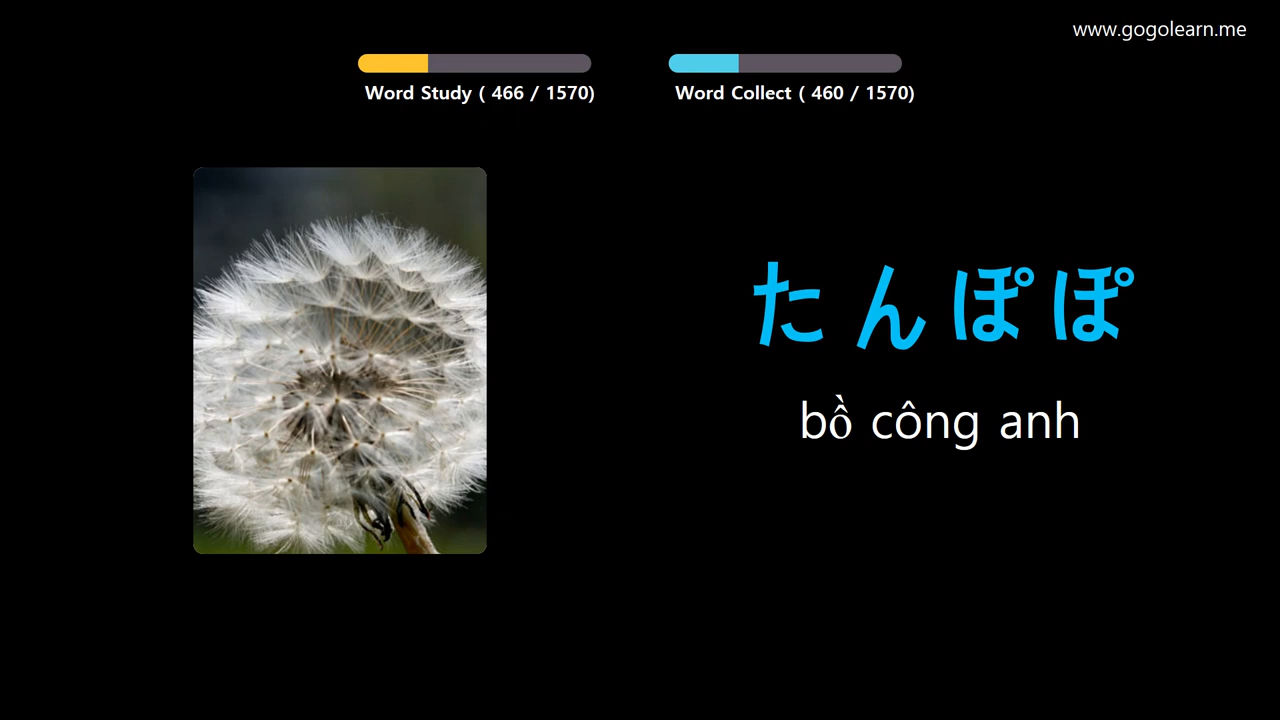 www.gogolearn.me
Word Study ( 466 / 1570)
Word Collect ( 460 / 1570)
たんぽぽ
bồ công anh